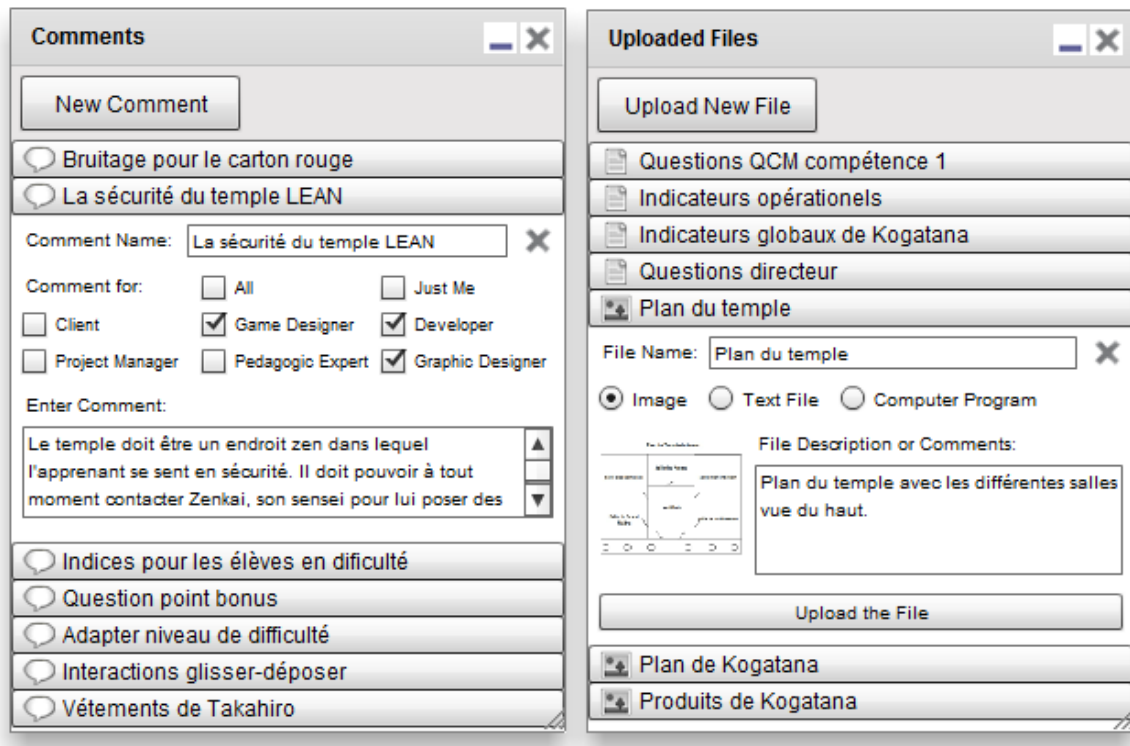 Comments
New Comment
Bruitage pour le carton rouge
La sécurité du temple LEAN
Comment Name: La sécurité du temple LEAN
Comment for: All Just Me
Client Game Designer Developer
Project Manager Pedagogic Expert Graphic Designer
Enter Comment:
Le temple doit être un endroit zen dans lequel
l'apprenant se sent en sécurité. Il doit pouvoir à tout
moment contacter Zenkai, son sensei pour lui poser des
Indices pour les élèves en dificulté
Question point bonus
Adapter niveau de difficulté
Interactions glisser-déposer
Vétements de Takahiro
Uploaded Files
Upload New File
Questions QCM compétence 1
Indicateurs opérationels
Indicateurs globaux de Kogatana
Questions directeur
Plan du temple
File Name: Plan du temple
Image Text File Computer Program
File Description or Comments:
Plan du temple avec les différentes salles
vue du haut.
Upload the File
Plan de Kogatana
Produits de Kogatana